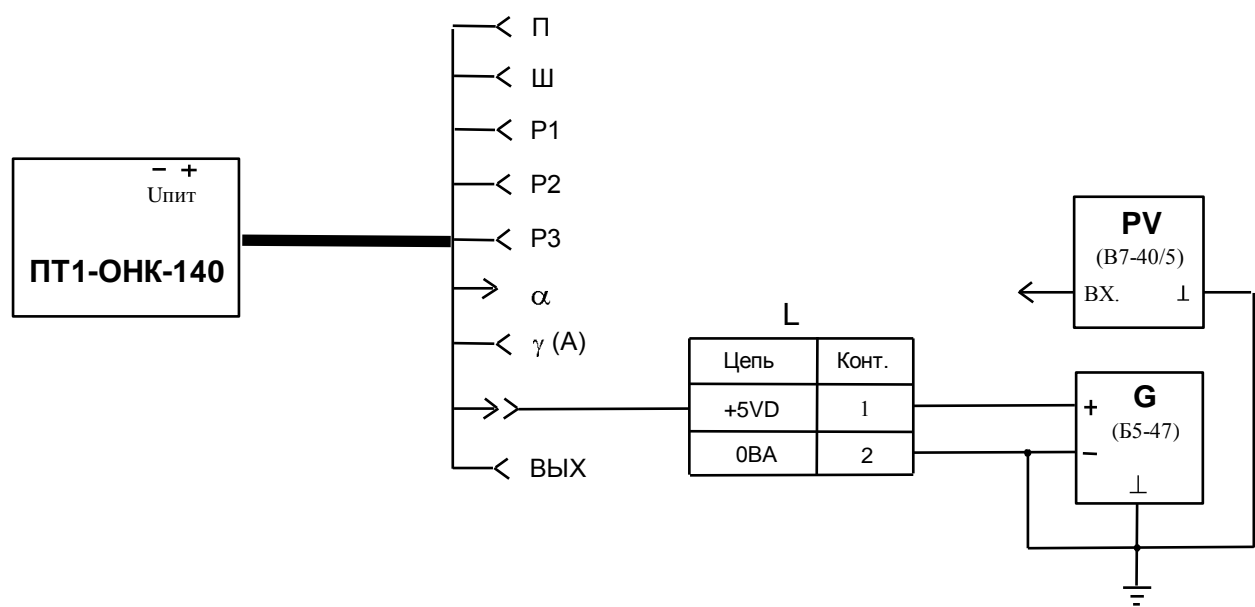 П
Ш
Р1
Р2
Р3
α
γ (А)
ВЫХ
− +
Uпит
ПТ1-ОНК-140
L
Цепь Конт.
+5VD 1
0ВА 2
PV
(В7-40/5)
ВХ. ⊥
+ G
(Б5-47)
−
⊥